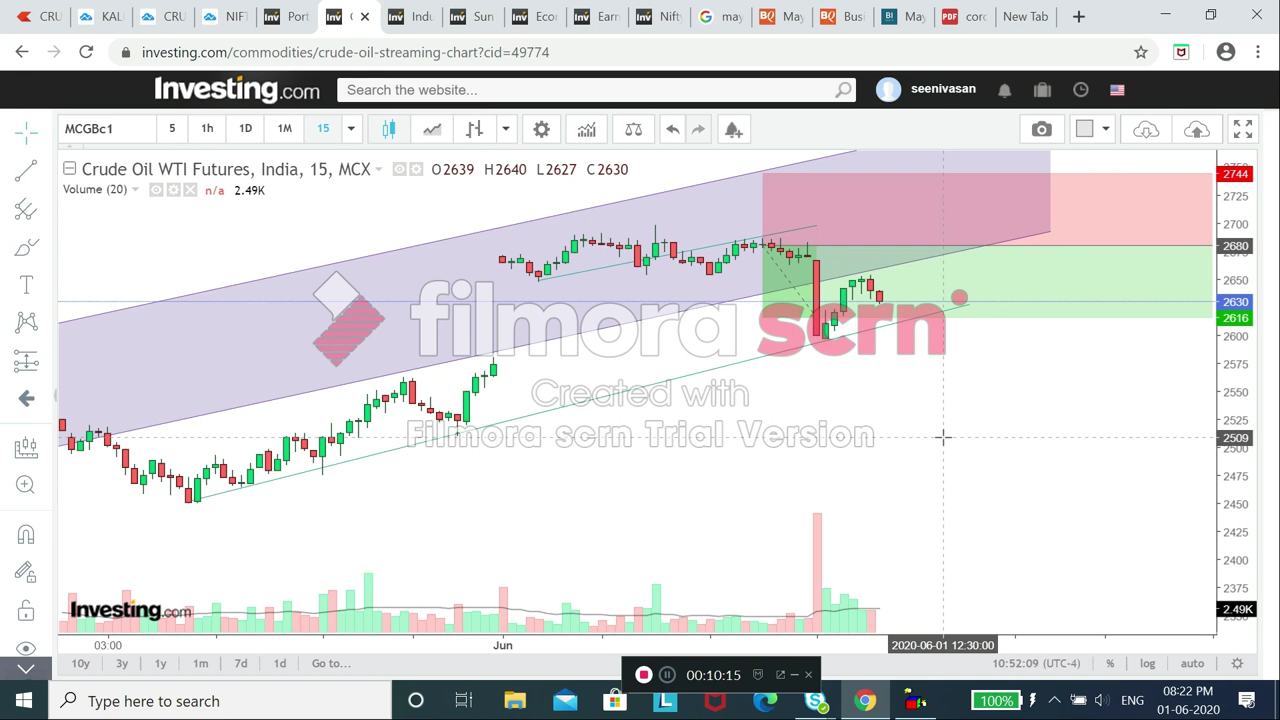 CRU
KAL
CRU
NIFT
Port
C
Indu
Sun
Ecor
Earn
Nifty
may
May
Busi
May
corc
New Tab
investing.com/commodities/crude-oil-streaming-chart?cid=49774
Investing.com
Search the website...
seenivasan
MCGBc1
5
1h
1D
1M
15
Crude Oil WTI Futures, India, 15, MCX
O2639 H2640 L2627 C2630
Volume (20)
n/a 2.49K
2744
2725
2700
2680
2650
2630
2616
2600
2575
2550
2525
2509
2500
2475
2450
2425
2400
2375
2.49K
filmora scrn
Created with
Filmora scrn Trial Version
Investing.com
03:00
Jun
2020-06-01 12:30:00
10y 3y 1y 1m 7d 1d Go to...
10:52:09 (UTC-4) % log auto
00:10:15
Type here to search
100%
ENG
08:22 PM
01-06-2020